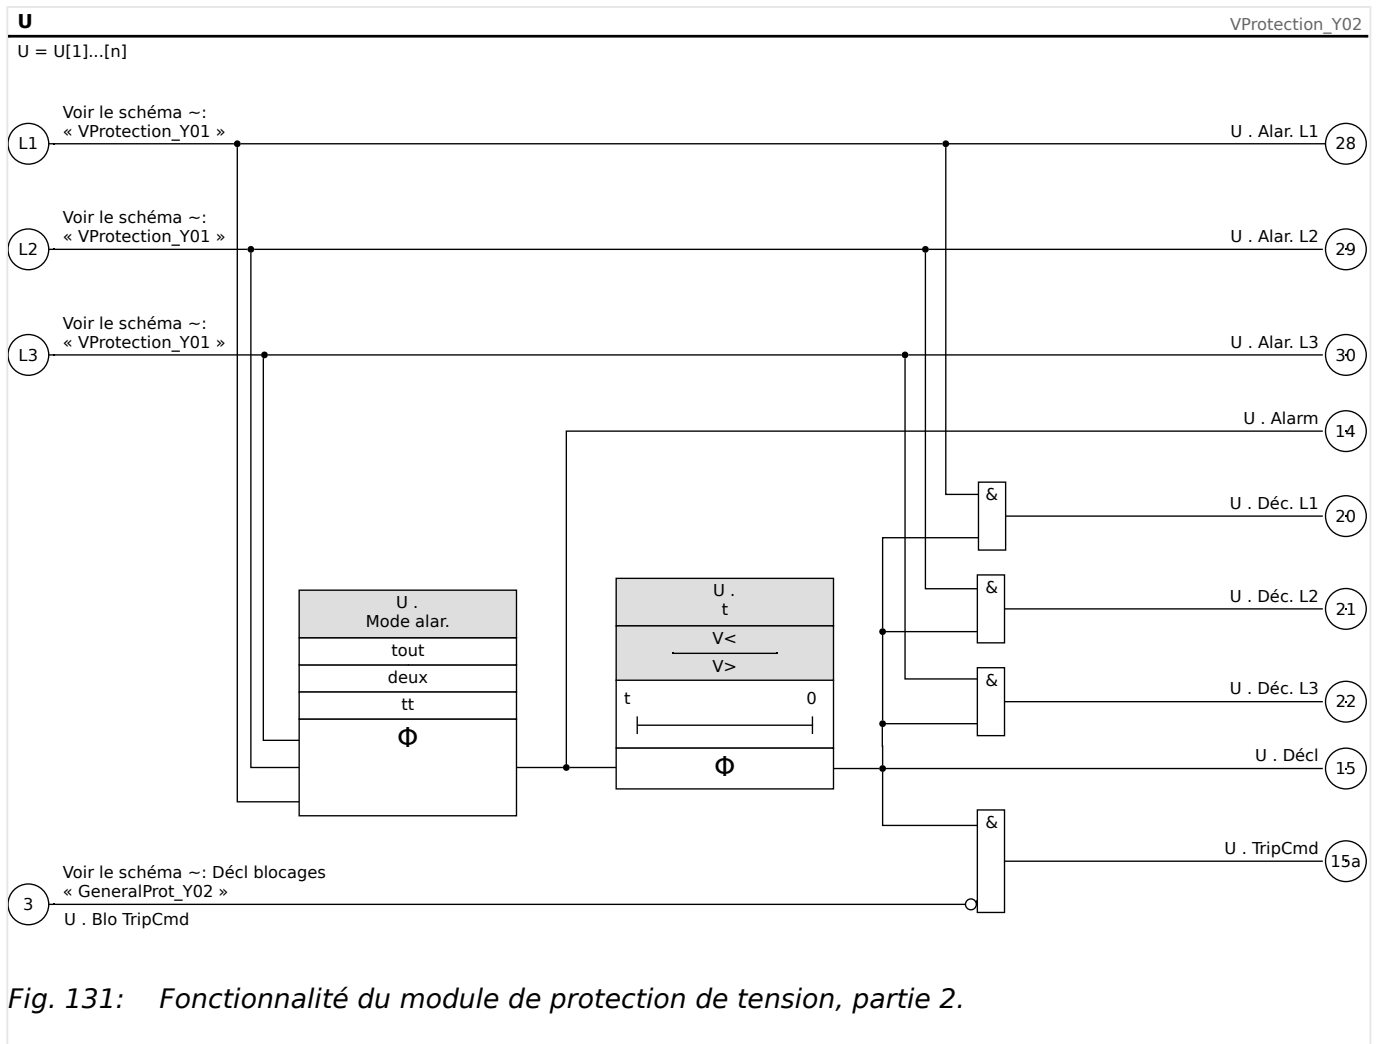 U
VProtection_Y02
U = U[1]...[n]
Voir le schéma ~:
« VProtection_Y01 »
L1
U . Alar. L1
28
Voir le schéma ~:
« VProtection_Y01 »
L2
U . Alar. L2
29
Voir le schéma ~:
« VProtection_Y01 »
L3
U . Alar. L3
30
U . Alarm
14
&
U . Déc. L1
20
&
U . Déc. L2
21
U .
Mode alar.
tout
deux
tt
Φ
U .
t
V<
V>
t 0
Φ
&
U . Déc. L3
22
U . Décl
15
&
U . TripCmd
15a
Voir le schéma ~: Décl blocages
« GeneralProt_Y02 »
3
U . Blo TripCmd
Fig. 131: Fonctionnalité du module de protection de tension, partie 2.